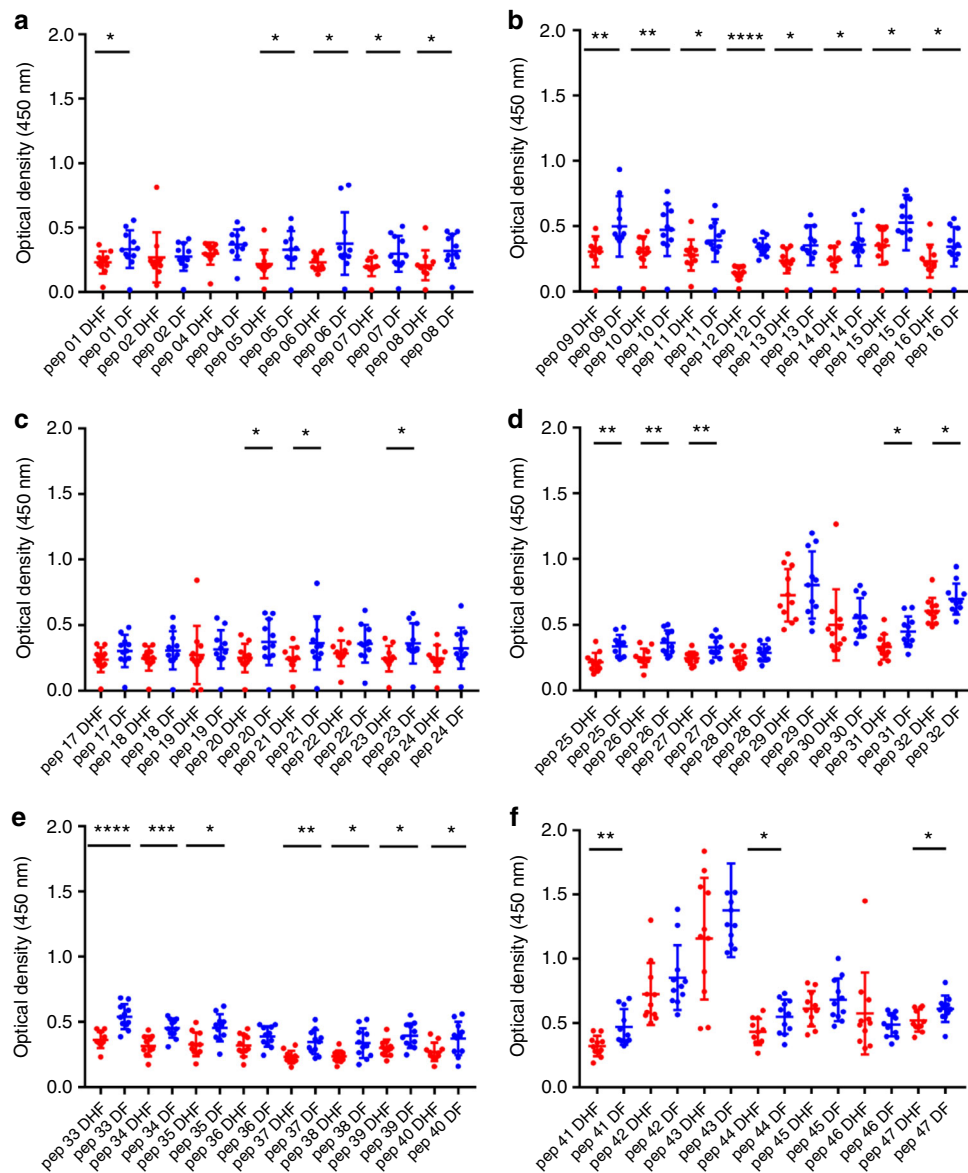 a
Optical density (450 nm)
2.0
1.5
1.0
0.5
0.0
* * * * *
pep 01 DHF
pep 01 DF
pep 02 DHF
pep 02 DF
pep 04 DHF
pep 04 DF
pep 05 DHF
pep 05 DF
pep 06 DHF
pep 06 DF
pep 07 DHF
pep 07 DF
pep 08 DHF
pep 08 DF
b
Optical density (450 nm)
2.0
1.5
1.0
0.5
0.0
** ** * **** * * * *
pep 09 DHF
pep 09 DF
pep 10 DHF
pep 10 DF
pep 11 DHF
pep 11 DF
pep 12 DHF
pep 12 DF
pep 13 DHF
pep 13 DF
pep 14 DHF
pep 14 DF
pep 15 DHF
pep 15 DF
pep 16 DHF
pep 16 DF
c
Optical density (450 nm)
2.0
1.5
1.0
0.5
0.0
* * *
pep 17 DHF
pep 17 DF
pep 18 DHF
pep 18 DF
pep 19 DHF
pep 19 DF
pep 20 DHF
pep 20 DF
pep 21 DHF
pep 21 DF
pep 22 DHF
pep 22 DF
pep 23 DHF
pep 23 DF
pep 24 DHF
pep 24 DF
d
Optical density (450 nm)
2.0
1.5
1.0
0.5
0.0
** ** ** * *
pep 25 DHF
pep 25 DF
pep 26 DHF
pep 26 DF
pep 27 DHF
pep 27 DF
pep 28 DHF
pep 28 DF
pep 29 DHF
pep 29 DF
pep 30 DHF
pep 30 DF
pep 31 DHF
pep 31 DF
pep 32 DHF
pep 32 DF
e
Optical density (450 nm)
2.0
1.5
1.0
0.5
0.0
**** *** * ** * * *
pep 33 DHF
pep 33 DF
pep 34 DHF
pep 34 DF
pep 35 DHF
pep 35 DF
pep 36 DHF
pep 36 DF
pep 37 DHF
pep 37 DF
pep 38 DHF
pep 38 DF
pep 39 DHF
pep 39 DF
pep 40 DHF
pep 40 DF
f
Optical density (450 nm)
2.0
1.5
1.0
0.5
0.0
** * *
pep 41 DHF
pep 41 DF
pep 42 DHF
pep 42 DF
pep 43 DHF
pep 43 DF
pep 44 DHF
pep 44 DF
pep 45 DHF
pep 45 DF
pep 46 DHF
pep 46 DF
pep 47 DHF
pep 47 DF